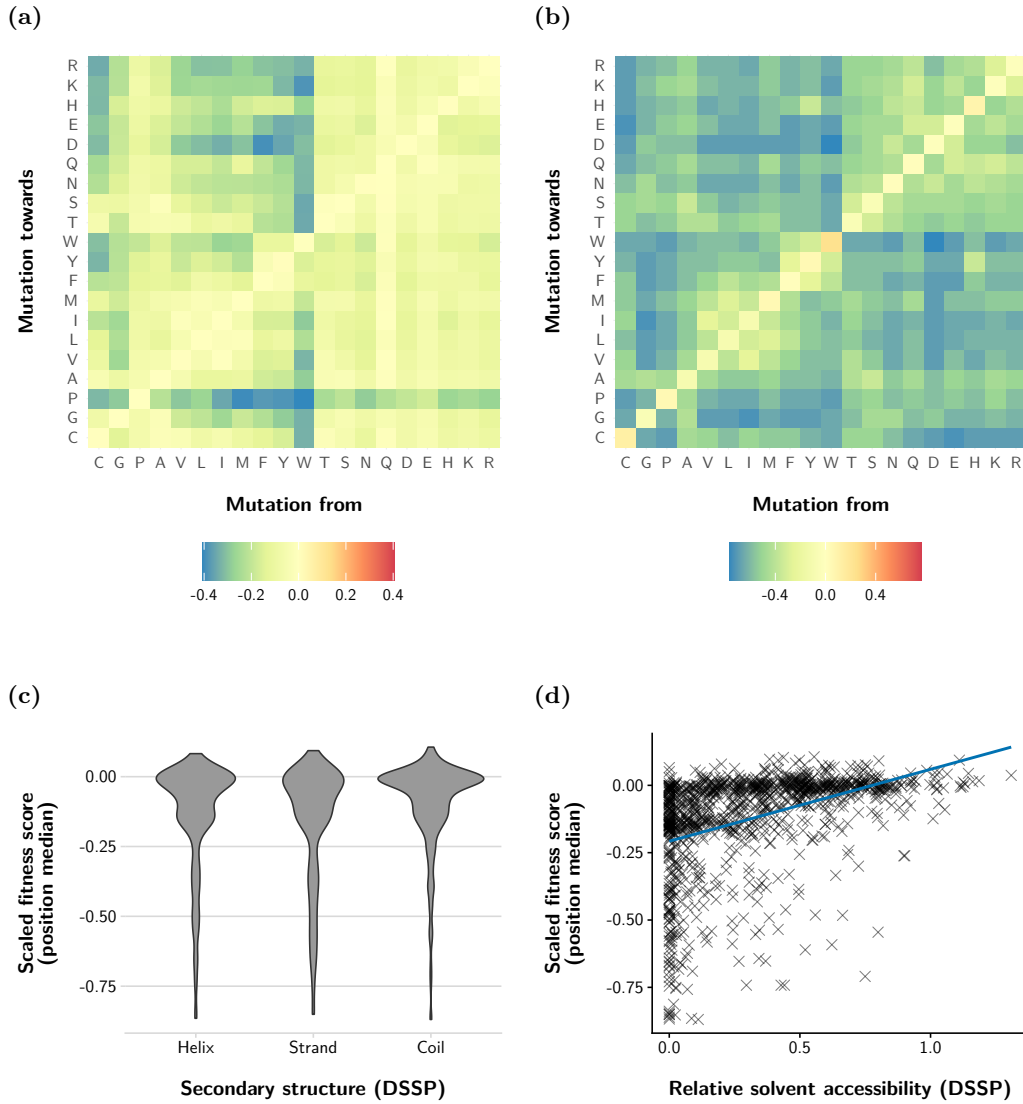 (a)
R
K
H
E
D
Q
N
S
T
W
Y
F
M
I
L
V
A
P
G
C
Mutation towards
C G P A V L I M F Y W T S N Q D E H K R
Mutation from
-0.4 -0.2 0.0 0.2 0.4
(b)
R
K
H
E
D
Q
N
S
T
W
Y
F
M
I
L
V
A
P
G
C
Mutation towards
C G P A V L I M F Y W T S N Q D E H K R
Mutation from
-0.4 0.0 0.4
(c)
Scaled fitness score
(position median)
0.00
-0.25
-0.50
-0.75
Helix Strand Coil
Secondary structure (DSSP)
(d)
Scaled fitness score
(position median)
0.00
-0.25
-0.50
-0.75
0.0 0.5 1.0
Relative solvent accessibility (DSSP)